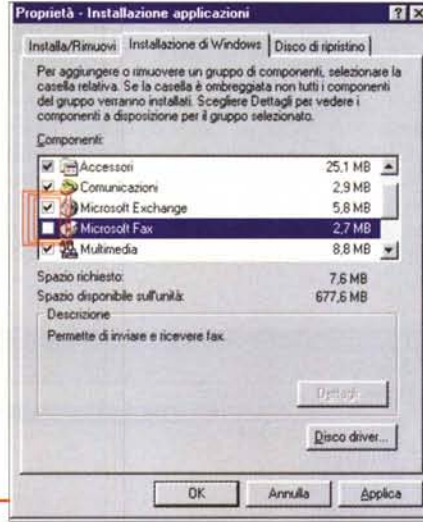 Proprietà - Installazione applicazioni
Installa/Rimuovi Installazione di Windows Disco di ripristino
Per aggiungere o rimuovere un gruppo di componenti, selezionare la
casella relativa. Se la casella è ombreggiata non tutti i componenti
del gruppo verranno installati. Scegliere Dettagli per vedere i
componenti a disposizione per il gruppo selezionato.
Componenti:
Accessori 25,1 MB
Comunicazioni 2,9 MB
Microsoft Exchange 5,8 MB
Microsoft Fax 2,7 MB
Multimedia 8,8 MB
Spazio richiesto: 7,6 MB
Spazio disponibile sull'unità: 677,6 MB
Descrizione
Permette di inviare e ricevere fax.
Dettagli...
Disco driver...
OK Annulla Applica